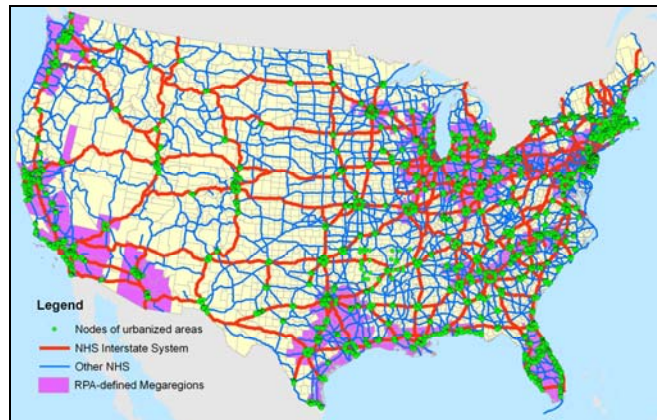 Legend
Nodes of urbanized areas
NHS Interstate System
Other NHS
RPA-defined Megaregions